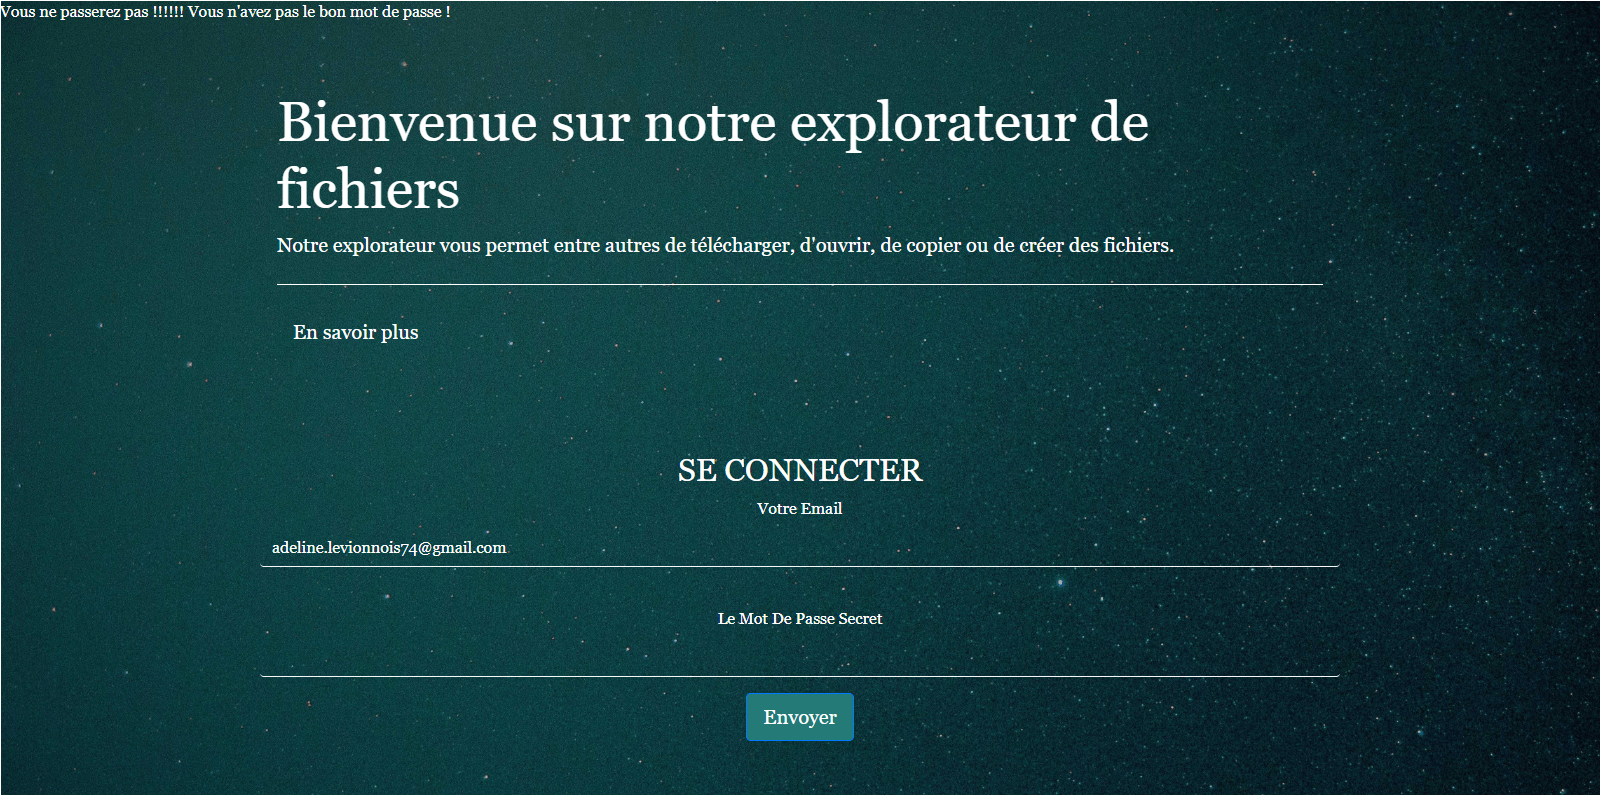 Vous ne passerez pas !!!!!! Vous n'avez pas le bon mot de passe !
Bienvenue sur notre explorateur de
fichiers
Notre explorateur vous permet entre autres de télécharger, d'ouvrir, de copier ou de créer des fichiers.
En savoir plus
SE CONNECTER
Votre Email
adeline.levionnois74@gmail.com
Le Mot De Passe Secret
Envoyer